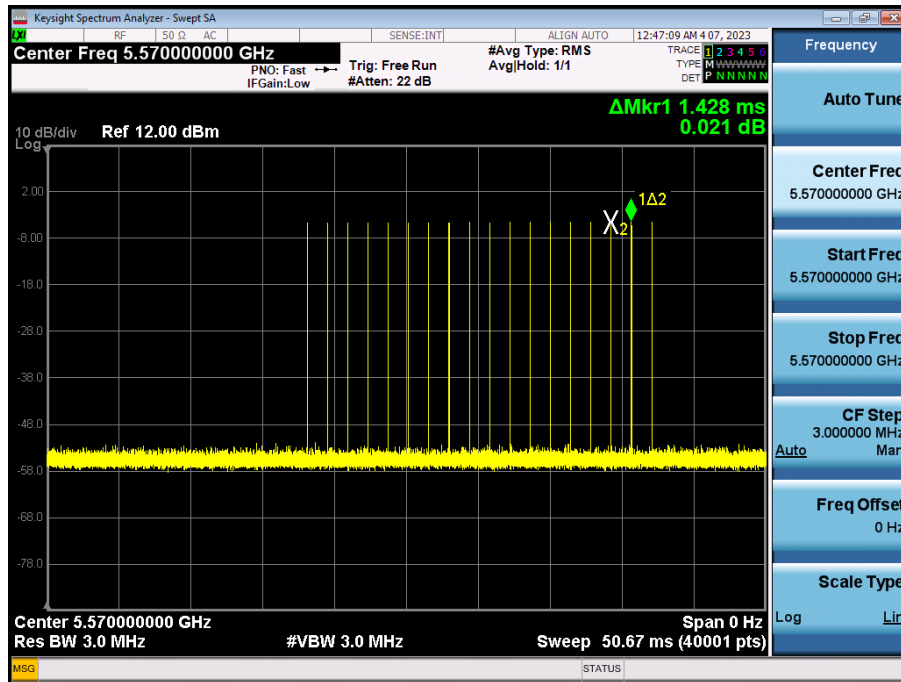 Keysight Spectrum Analyzer - Swept SA
LXI RF 50 Ω AC SENSE:INT ALIGN AUTO 12:47:09 AM 4 07, 2023
Center Freq 5.570000000 GHz
PNO: Fast
IFGain:Low
Trig: Free Run
#Atten: 22 dB
#Avg Type: RMS
Avg|Hold: 1/1
TRACE 1 2 3 4 5 6
TYPE M WWWWW
DET P N N N N N
ΔMkr1 1.428 ms
0.021 dB
10 dB/div Ref 12.00 dBm
Log
2.00
-8.00
-18.0
-28.0
-38.0
-48.0
-58.0
-68.0
-78.0
1Δ2
X2
Center 5.570000000 GHz Span 0 Hz
Res BW 3.0 MHz #VBW 3.0 MHz Sweep 50.67 ms (40001 pts)
MSG STATUS
Frequency
Auto Tune
Center Freq
5.570000000 GHz
Start Freq
5.570000000 GHz
Stop Freq
5.570000000 GHz
CF Step
3.000000 MHz
Auto Man
Freq Offset
0 Hz
Scale Type
Log Lin